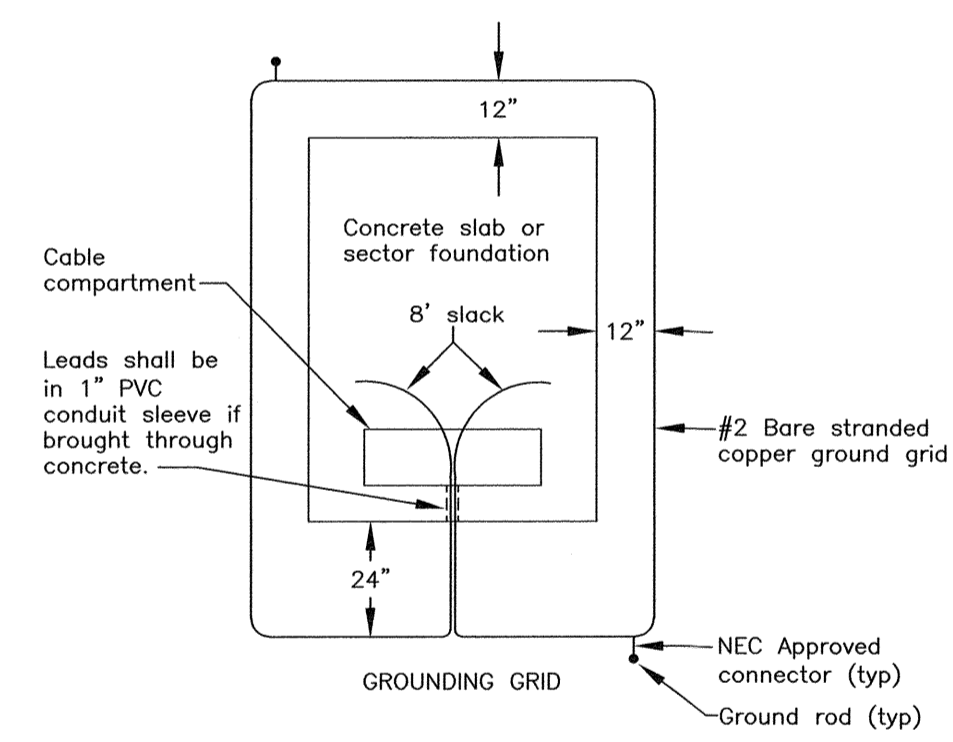 12”
Concrete slab or
sector foundation
Cable
compartment
8’ slack
12”
Leads shall be
in 1” PVC
conduit sleeve if
brought through
concrete.
#2 Bare stranded
copper ground grid
24”
NEC Approved
connector (typ)
GROUNDING GRID
Ground rod (typ)